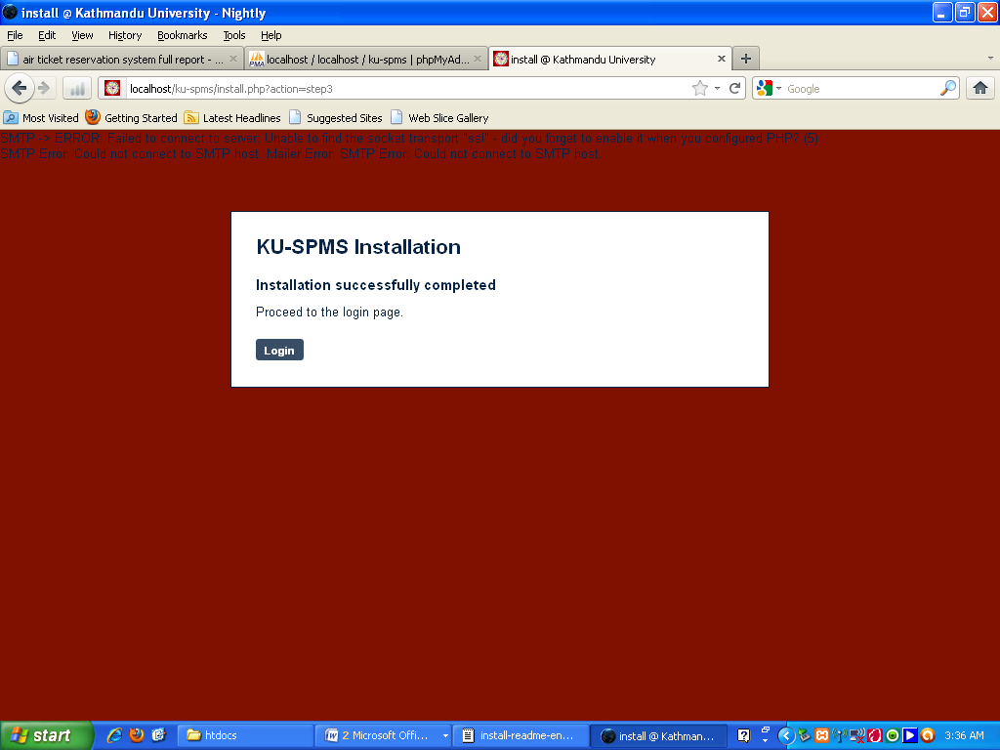 install @ Kathmandu University - Nightly
File Edit View History Bookmarks Tools Help
air ticket reservation system full report - ...
localhost / localhost / ku-spms | phpMyAd...
install @ Kathmandu University
localhost/ku-spms/install.php?action=step3
Google
Most Visited Getting Started Latest Headlines Suggested Sites Web Slice Gallery
SMTP -> ERROR: Failed to connect to server: Unable to find the socket transport "ssl" - did you forget to enable it when you configured PHP? (5)
SMTP Error: Could not connect to SMTP host. Mailer Error: SMTP Error: Could not connect to SMTP host.
KU-SPMS Installation
Installation successfully completed
Proceed to the login page.
Login
start
htdocs
2 Microsoft Offi...
install-readme-en...
install @ Kathman...
3:36 AM